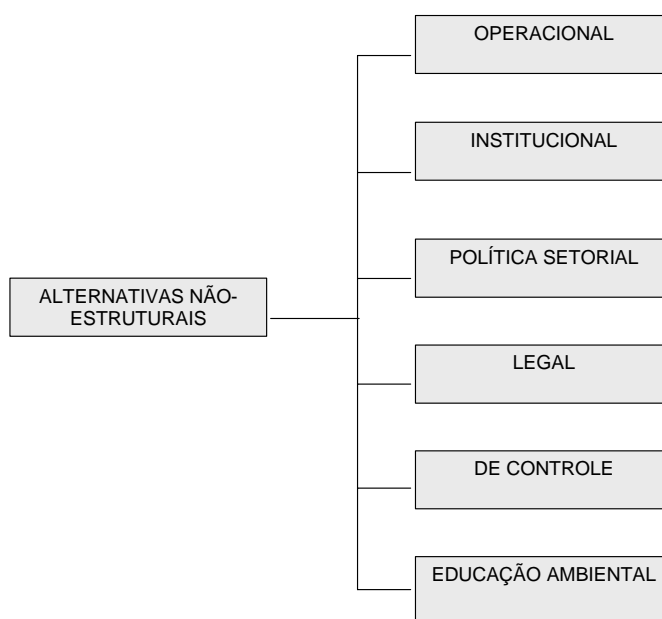 OPERACIONAL
INSTITUCIONAL
POLÍTICA SETORIAL
ALTERNATIVAS NÃO-
ESTRUTURAIS
LEGAL
DE CONTROLE
EDUCAÇÃO AMBIENTAL